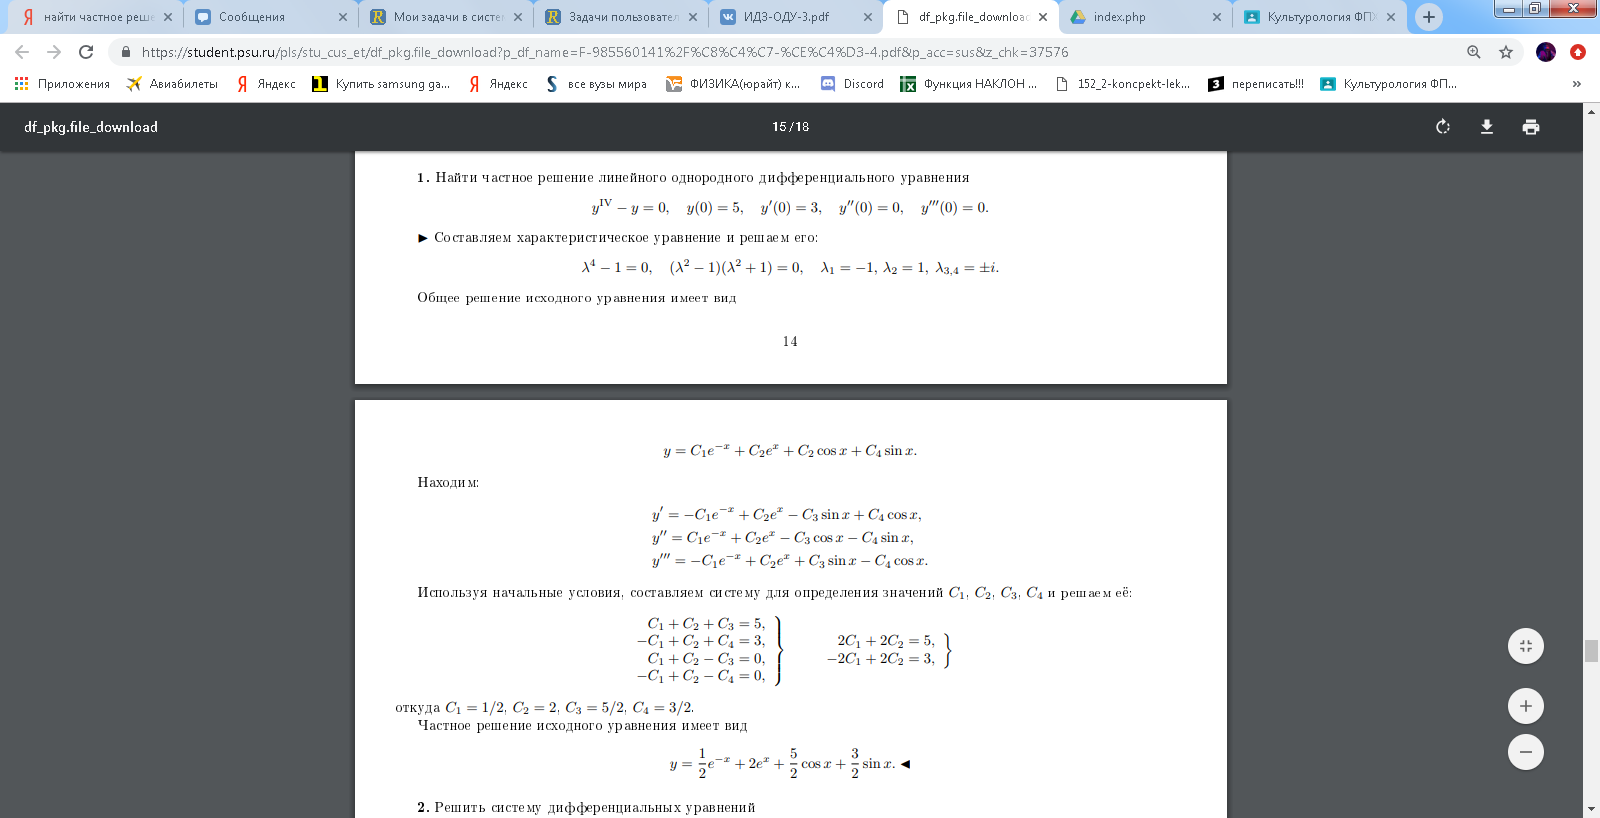 найти частное реше
Сообщения
Мои задачи в систем
Задачи пользовател
ИДЗ-ОДУ-3.pdf
df_pkg.file_download
index.php
Культурология ФПХ
https://student.psu.ru/pls/stu_cus_et/df_pkg.file_download?p_df_name=F-985560141%2F%C8%C4%C7-%CE%C4%D3-4.pdf&p_acc=sus&z_chk=37576
Приложения Авиабилеты Яндекс Купить samsung ga... Яндекс все вузы мира ФИЗИКА(юрайт) к... Discord Функция НАКЛОН ... 152_2-koncpekt-lek... переписать!!! Культурология ФП... »
df_pkg.file_download 15 / 18
1. Найти частное решение линейного однородного дифференциального уравнения
y^IV − y = 0, y(0) = 5, y′(0) = 3, y″(0) = 0, y‴(0) = 0.
► Составляем характеристическое уравнение и решаем его:
λ⁴ − 1 = 0, (λ² − 1)(λ² + 1) = 0, λ₁ = −1, λ₂ = 1, λ₃,₄ = ±i.
Общее решение исходного уравнения имеет вид
14
y = C₁e^−x + C₂e^x + C₂ cos x + C₄ sin x.
Находим:
y′ = −C₁e^−x + C₂e^x − C₃ sin x + C₄ cos x,
y″ = C₁e^−x + C₂e^x − C₃ cos x − C₄ sin x,
y‴ = −C₁e^−x + C₂e^x + C₃ sin x − C₄ cos x.
Используя начальные условия, составляем систему для определения значений C₁, C₂, C₃, C₄ и решаем её:
C₁ + C₂ + C₃ = 5,
−C₁ + C₂ + C₄ = 3,
C₁ + C₂ − C₃ = 0,
−C₁ + C₂ − C₄ = 0,
2C₁ + 2C₂ = 5,
−2C₁ + 2C₂ = 3,
откуда C₁ = 1/2, C₂ = 2, C₃ = 5/2, C₄ = 3/2.
Частное решение исходного уравнения имеет вид
y = 1/2 e^−x + 2e^x + 5/2 cos x + 3/2 sin x. ◄
2. Решить систему дифференциальных уравнений